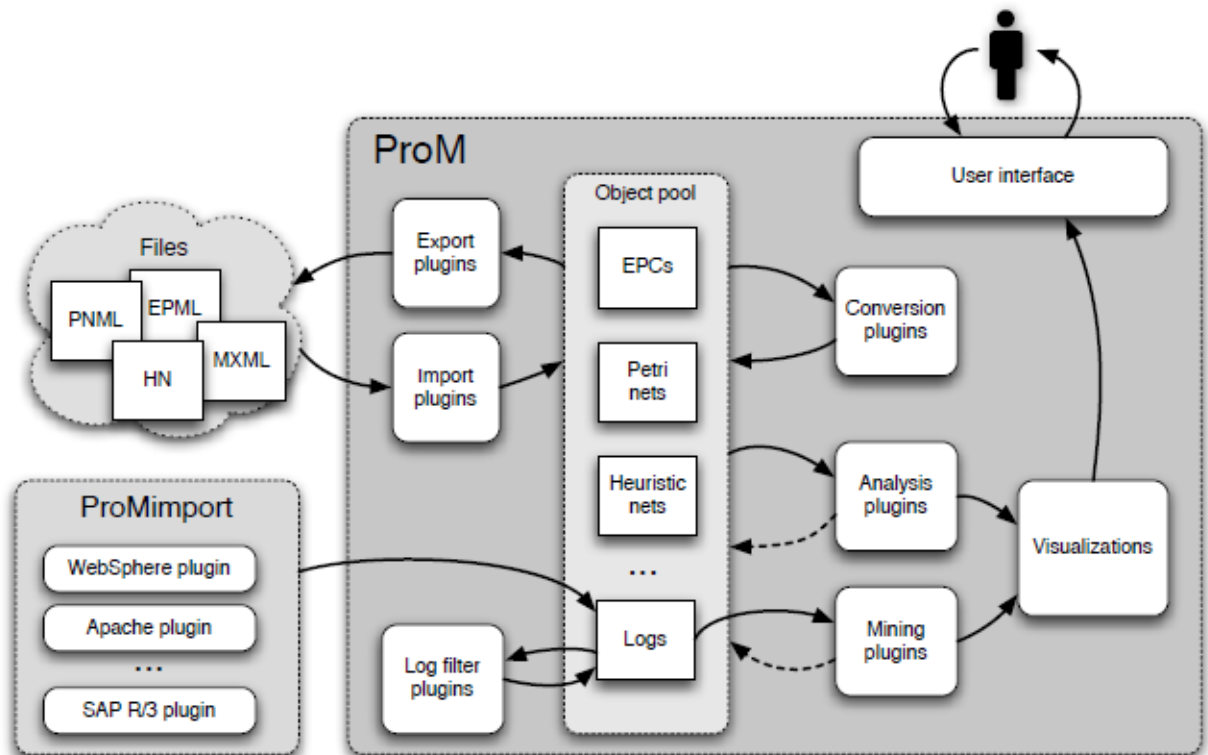 ProM
User interface
Object pool
Export
plugins
EPCs
Files
EPML
PNML
MXML
HN
Conversion
plugins
Import
plugins
Petri
nets
Heuristic
nets
Analysis
plugins
Visualizations
ProMimport
WebSphere plugin
Apache plugin
...
SAP R/3 plugin
...
Logs
Log filter
plugins
Mining
plugins